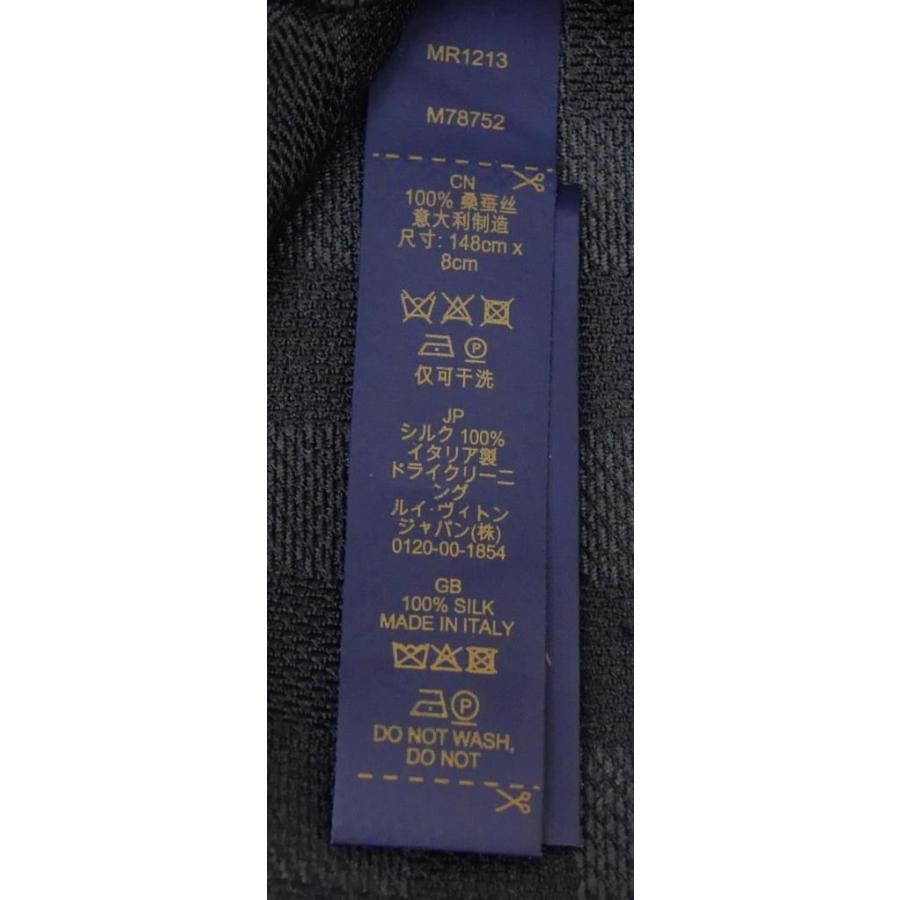 MR1213
M78752
CN
100% 桑蚕丝
意大利制造
尺寸: 148cm x
8cm
P
仅可干洗
JP
シルク 100%
イタリア製
ドライクリーニ
ング
ルイ・ヴィトン
ジャパン(株)
0120-00-1854
GB
100% SILK
MADE IN ITALY
P
DO NOT WASH,
DO NOT